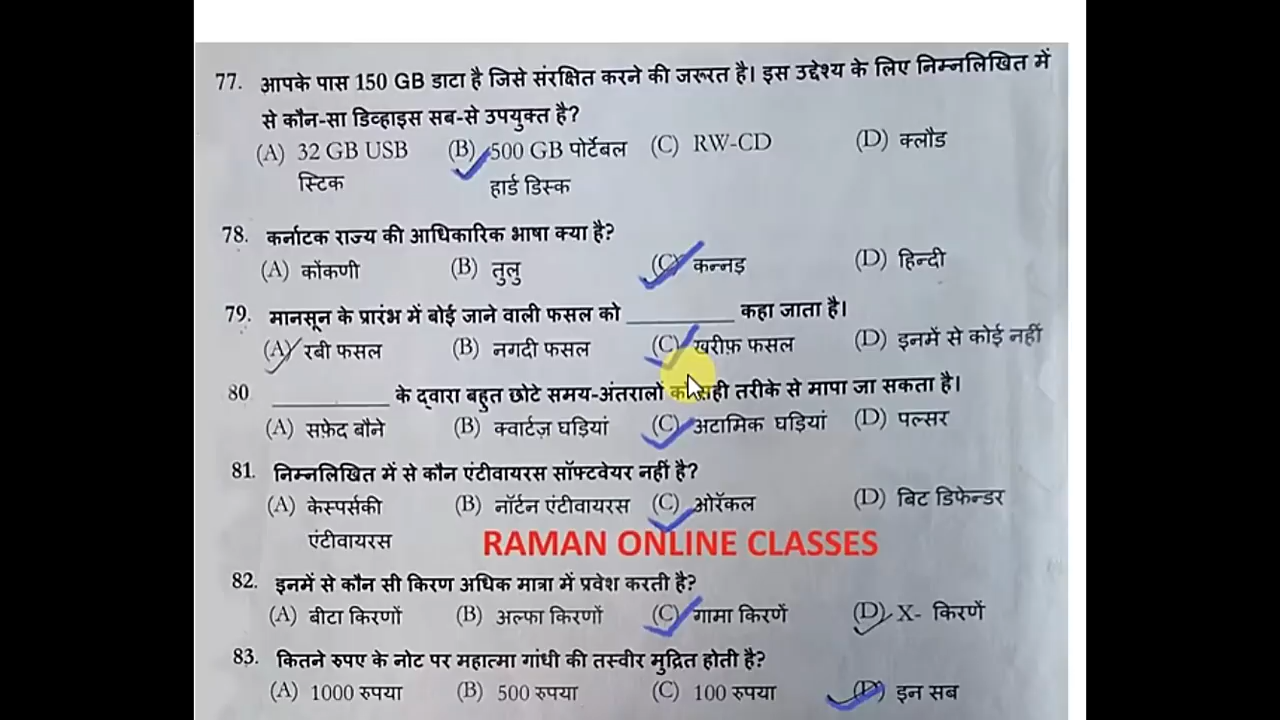 77. आपके पास 150 GB डाटा है जिसे संरक्षित करने की जरूरत है। इस उद्देश्य के लिए निम्नलिखित में
से कौन-सा डिव्हाइस सब-से उपयुक्त है?
(A) 32 GB USB (B) 500 GB पोर्टेबल (C) RW-CD (D) क्लौड
स्टिक हार्ड डिस्क
78. कर्नाटक राज्य की आधिकारिक भाषा क्या है?
(A) कोंकणी (B) तुलु (C) कन्नड़ (D) हिन्दी
79. मानसून के प्रारंभ में बोई जाने वाली फसल को __________ कहा जाता है।
(A) रबी फसल (B) नगदी फसल (C) खरीफ़ फसल (D) इनमें से कोई नहीं
80 __________ के द्वारा बहुत छोटे समय-अंतरालों को सही तरीके से मापा जा सकता है।
(A) सफ़ेद बौने (B) क्वार्टज़ घड़ियां (C) अटामिक घड़ियां (D) पल्सर
81. निम्नलिखित में से कौन एंटीवायरस सॉफ्टवेयर नहीं है?
(A) केस्पर्सकी (B) नॉर्टन एंटीवायरस (C) ओरॅकल (D) बिट डिफेन्डर
एंटीवायरस
RAMAN ONLINE CLASSES
82. इनमें से कौन सी किरण अधिक मात्रा में प्रवेश करती है?
(A) बीटा किरणों (B) अल्फा किरणों (C) गामा किरणें (D) X- किरणें
83. कितने रुपए के नोट पर महात्मा गांधी की तस्वीर मुद्रित होती है?
(A) 1000 रुपया (B) 500 रुपया (C) 100 रुपया (D) इन सब